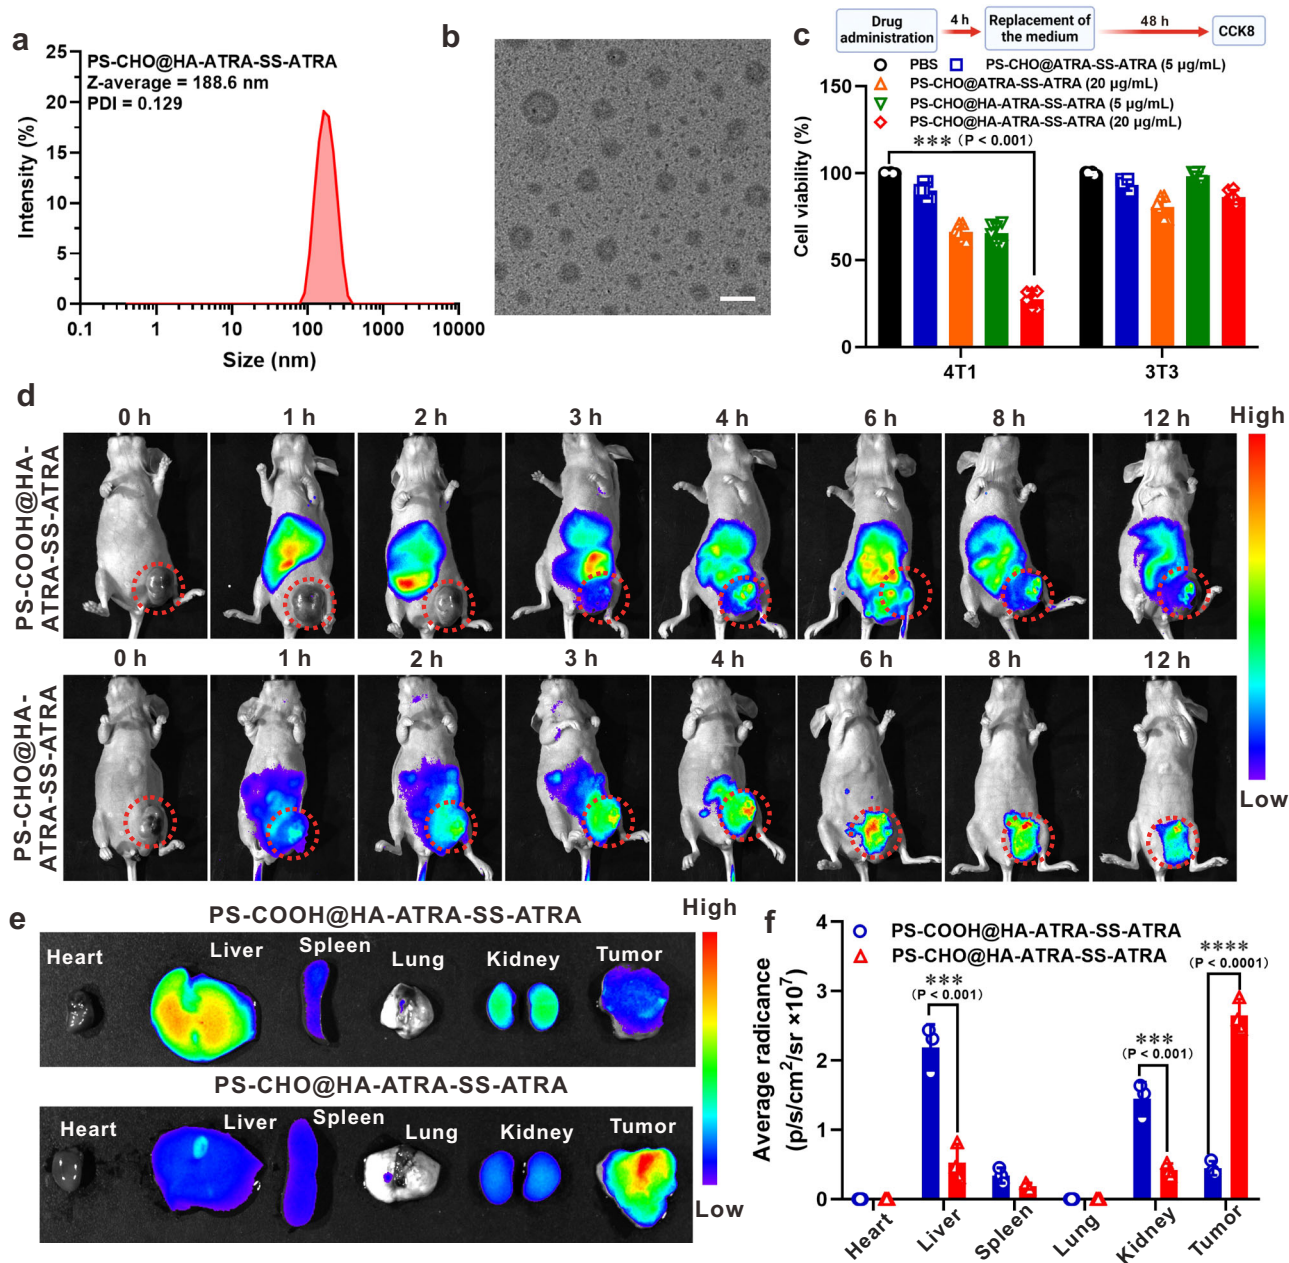 a
PS-CHO@HA-ATRA-SS-ATRA
Z-average = 188.6 nm
PDI = 0.129
Intensity (%)
25
20
15
10
5
0
0.1 1 10 100 1000 10000
Size (nm)
b
c
Drug administration
4 h
Replacement of the medium
48 h
CCK8
PBS PS-CHO@ATRA-SS-ATRA (5 µg/mL)
PS-CHO@ATRA-SS-ATRA (20 µg/mL)
PS-CHO@HA-ATRA-SS-ATRA (5 µg/mL)
PS-CHO@HA-ATRA-SS-ATRA (20 µg/mL)
*** (P < 0.001)
Cell viability (%)
150
100
50
0
4T1 3T3
d
0 h 1 h 2 h 3 h 4 h 6 h 8 h 12 h
High
PS-COOH@HA-
ATRA-SS-ATRA
0 h 1 h 2 h 3 h 4 h 6 h 8 h 12 h
PS-CHO@HA-
ATRA-SS-ATRA
Low
e
PS-COOH@HA-ATRA-SS-ATRA
High
Heart Liver Spleen Lung Kidney Tumor
PS-CHO@HA-ATRA-SS-ATRA
Heart Liver Spleen Lung Kidney Tumor
Low
f
PS-COOH@HA-ATRA-SS-ATRA
PS-CHO@HA-ATRA-SS-ATRA
Average radicance
(p/s/cm²/sr ×10⁷)
4
3
2
1
0
***
(P < 0.001)
***
(P < 0.001)
****
(P < 0.0001)
Heart Liver Spleen Lung Kidney Tumor